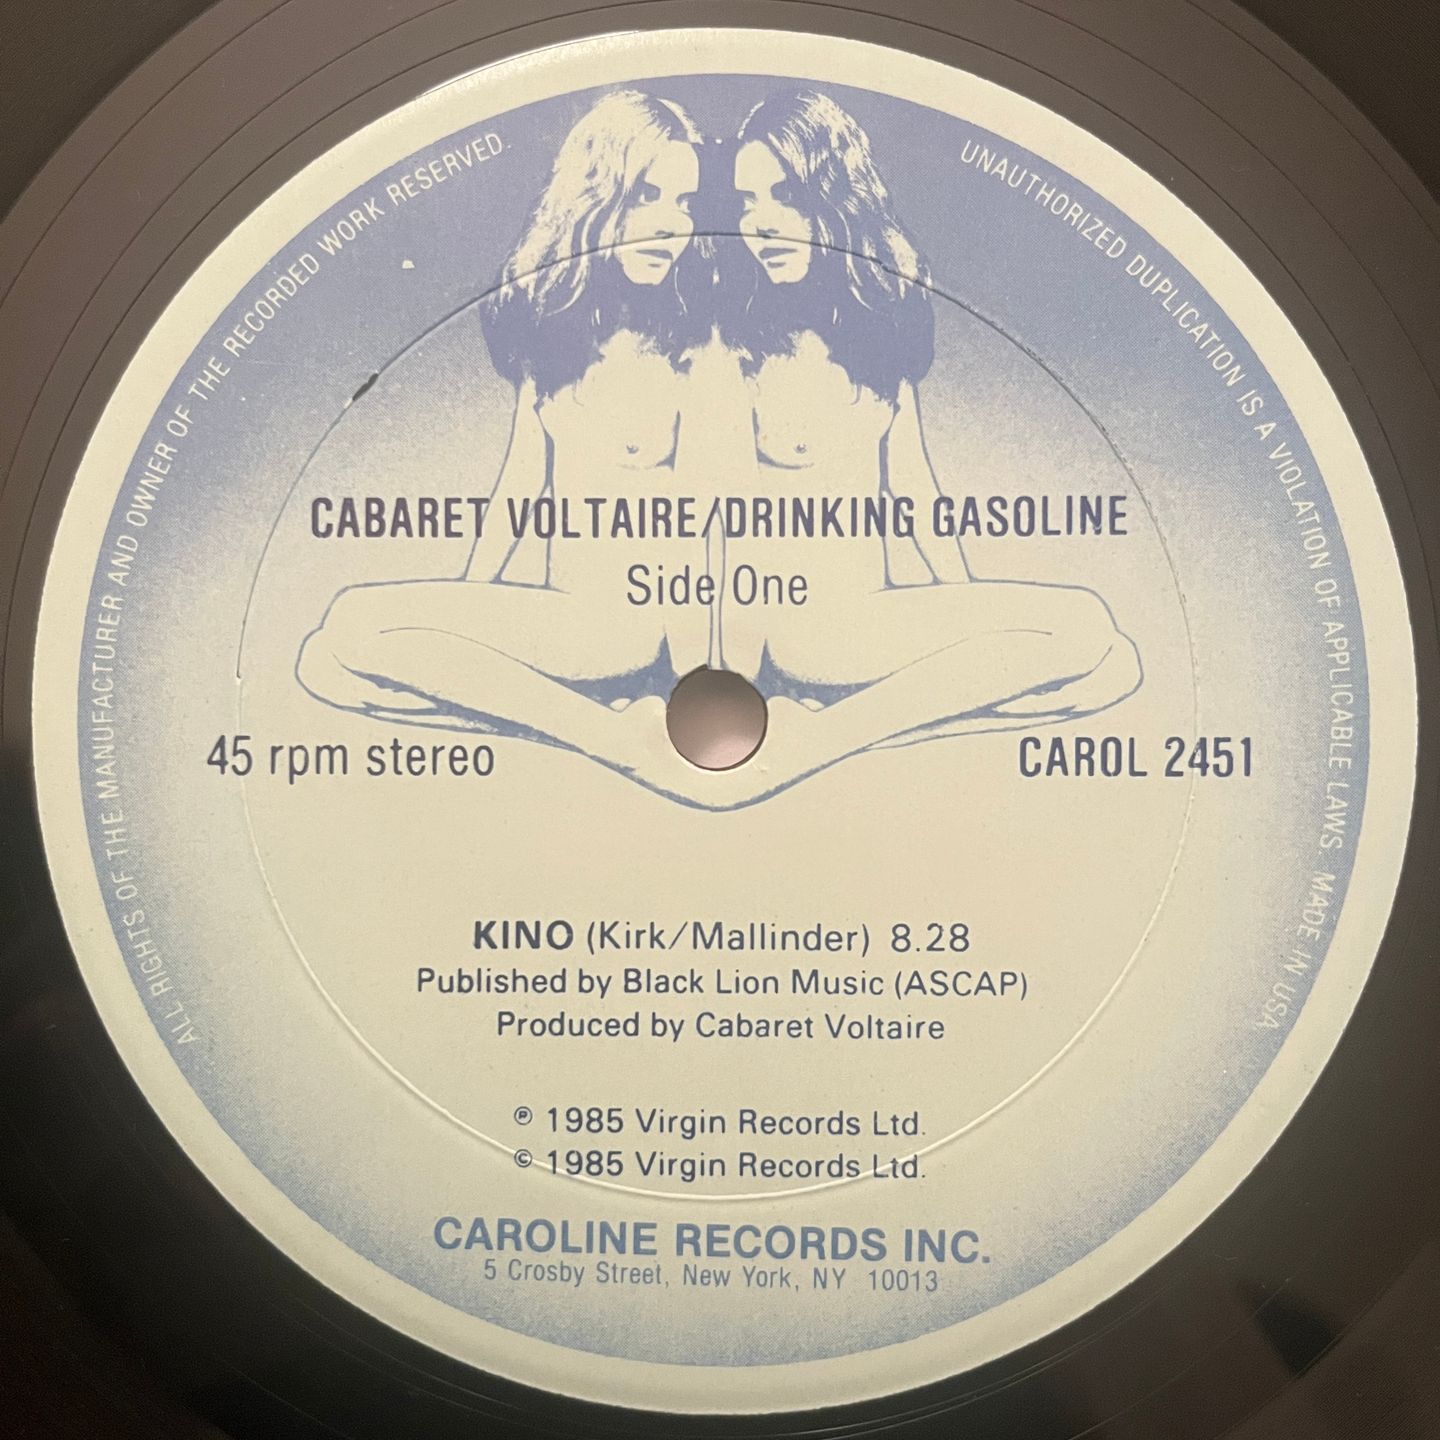 ALL RIGHTS OF THE MANUFACTURER AND OWNER OF THE RECORDED WORK RESERVED.
UNAUTHORIZED DUPLICATION IS A VIOLATION OF APPLICABLE LAWS. MADE IN USA
CABARET VOLTAIRE/DRINKING GASOLINE
Side One
45 rpm stereo
CAROL 2451
KINO (Kirk/Mallinder) 8.28
Published by Black Lion Music (ASCAP)
Produced by Cabaret Voltaire
® 1985 Virgin Records Ltd.
© 1985 Virgin Records Ltd.
CAROLINE RECORDS INC.
5 Crosby Street, New York, NY 10013